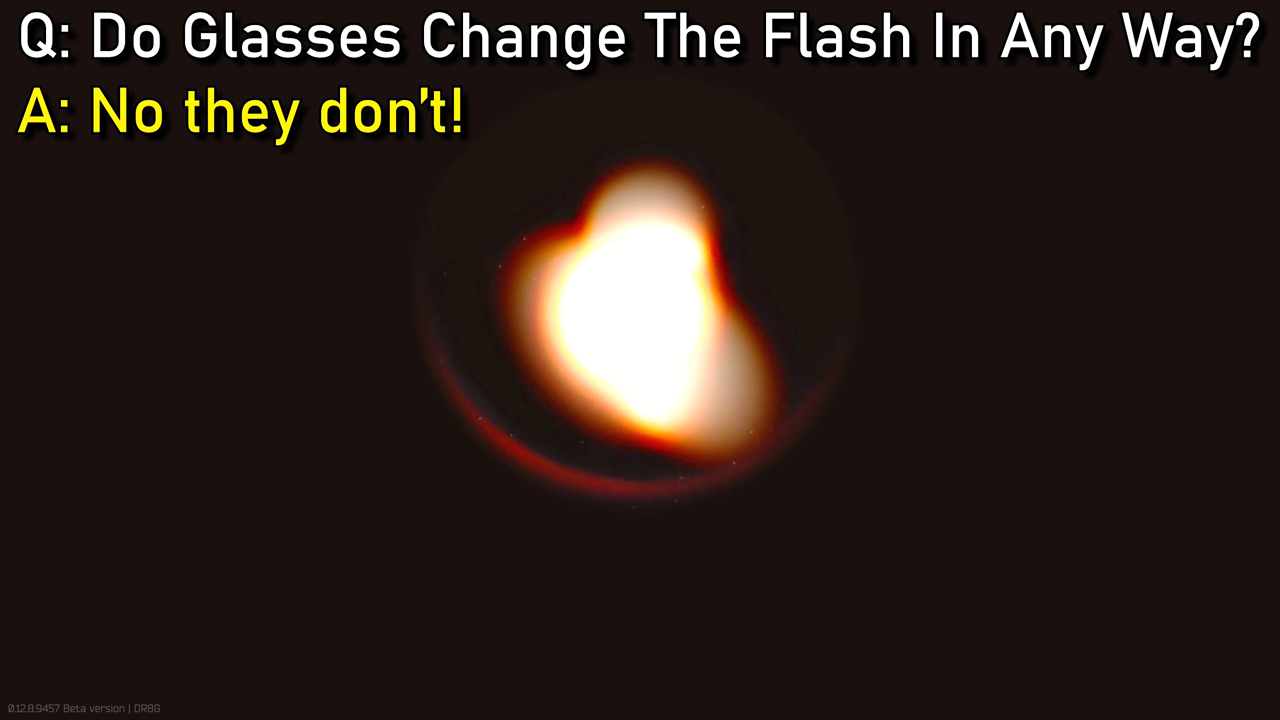 Q: Do Glasses Change The Flash In Any Way?
A: No they don't!
0.12.8.9457 Beta version | DR8G